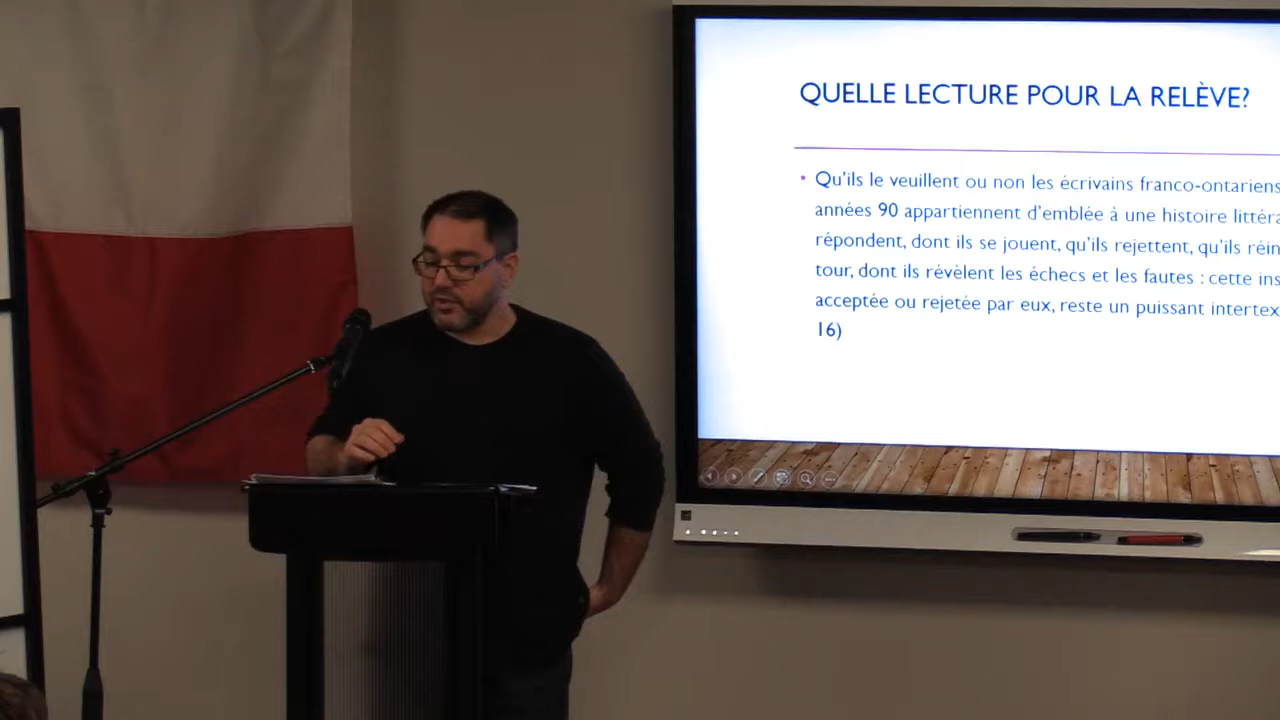 QUELLE LECTURE POUR LA RELÈVE?
• Qu'ils le veuillent ou non les écrivains franco-ontariens
années 90 appartiennent d'emblée à une histoire
répondent, dont ils se jouent, qu'ils rejettent, qu'ils
tour, dont ils révèlent les échecs et les fautes : cette
acceptée ou rejetée par eux, reste un puissant
16)